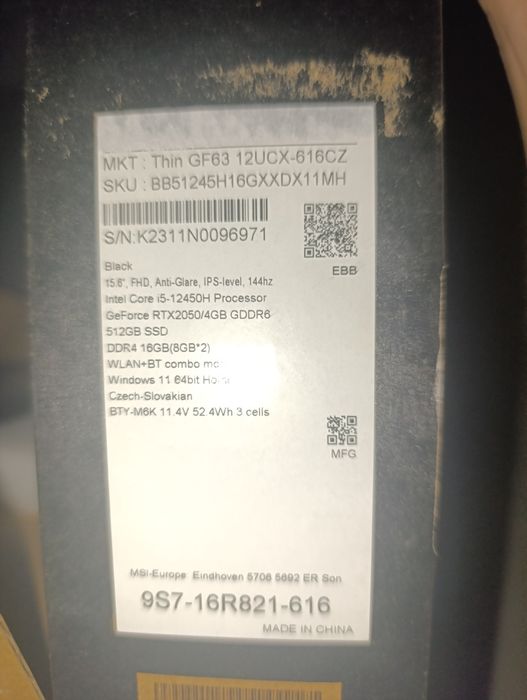 MKT : Thin GF63 12UCX-616CZ
SKU : BB51245H16GXXDX11MH
S/N:K2311N0096971
EBB
Black
15.6", FHD, Anti-Glare, IPS-level, 144hz
Intel Core i5-12450H Processor
GeForce RTX2050/4GB GDDR6
512GB SSD
DDR4 16GB(8GB*2)
WLAN+BT combo
Windows 11 64bit
Czech-Slovakian
BTY-M6K 11.4V 52.4Wh 3 cells
MFG
MSI-Europe Eindhoven 5706 5692 ER Son
9S7-16R821-616
MADE IN CHINA